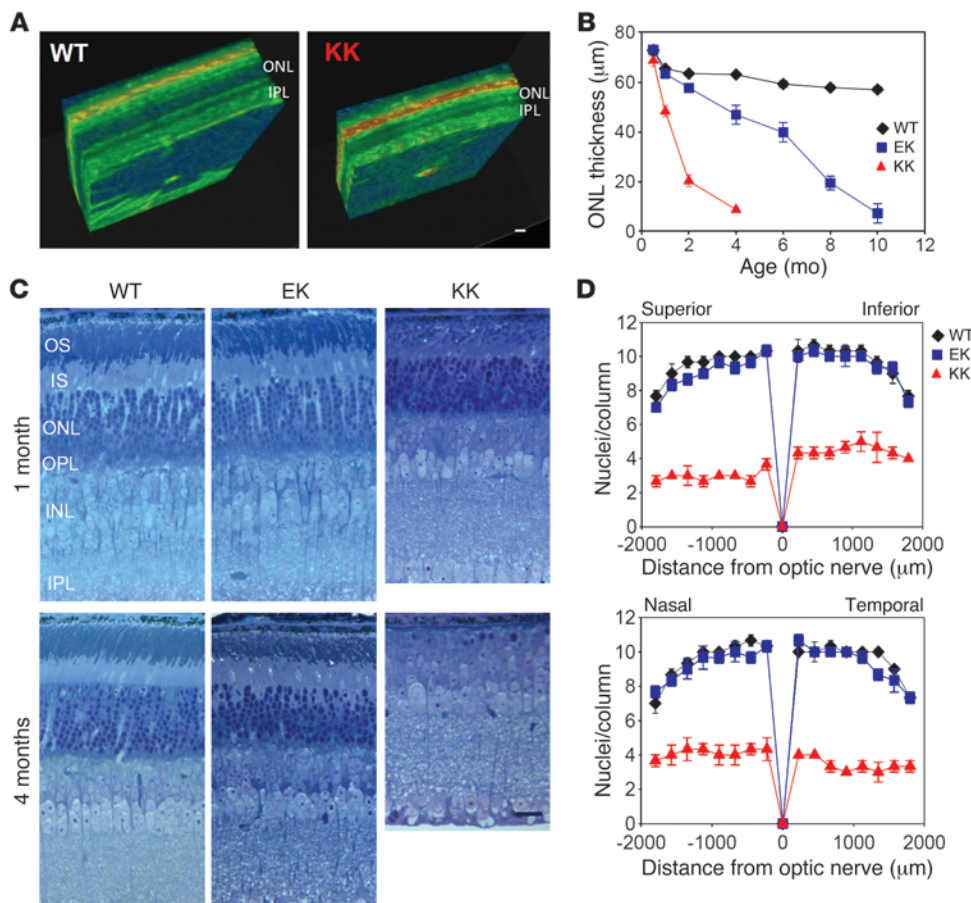 A
WT
ONL
IPL
KK
ONL
IPL
B
80
60
40
20
0
ONL thickness (μm)
0 2 4 6 8 10 12
Age (mo)
WT
EK
KK
C
WT EK KK
1 month
OS
IS
ONL
OPL
INL
IPL
4 months
D
Superior Inferior
12
10
8
6
4
2
0
Nuclei/column
-2000 -1000 0 1000 2000
Distance from optic nerve (μm)
WT
EK
KK
Nasal Temporal
12
10
8
6
4
2
0
Nuclei/column
-2000 -1000 0 1000 2000
Distance from optic nerve (μm)